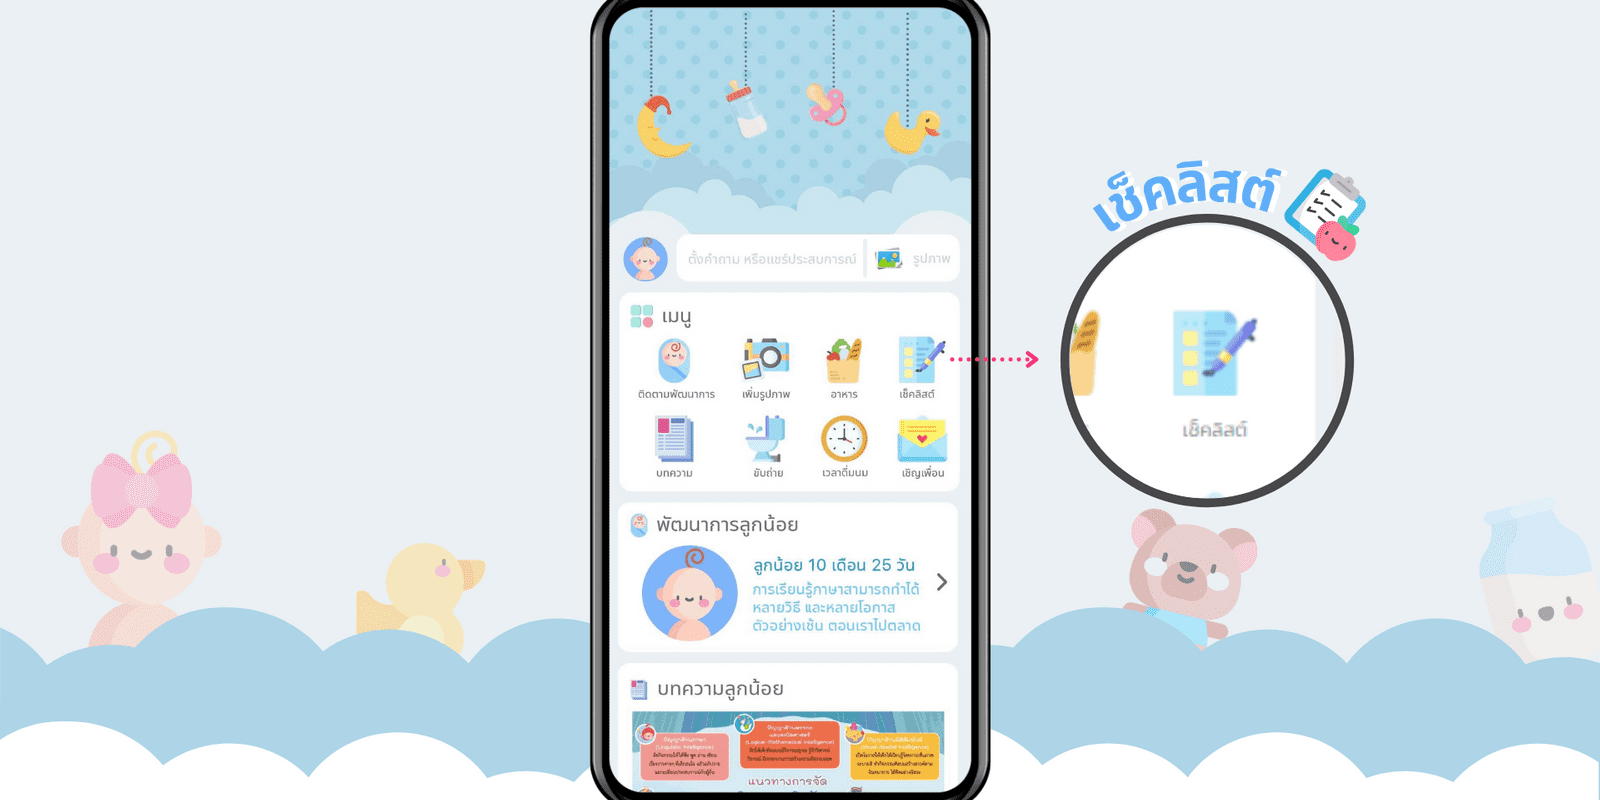 ตั้งคำถาม หรือแชร์ประสบการณ์
รูปภาพ
เมนู
ติดตามพัฒนาการ
เพิ่มรูปภาพ
อาหาร
เช็คลิสต์
บทความ
ขับถ่าย
เวลาดื่มนม
เชิญเพื่อน
พัฒนาการลูกน้อย
ลูกน้อย 10 เดือน 25 วัน
การเรียนรู้ภาษาสามารถทำได้
หลายวิธี และหลายโอกาส
ตัวอย่างเช่น ตอนเราไปตลาด
บทความลูกน้อย
(Linguistic Intelligence)
(Logical-Mathematical Intelligence)
(Visual-Spatial Intelligence)
แนวทางการจัด
เช็คลิสต์
เช็คลิสต์